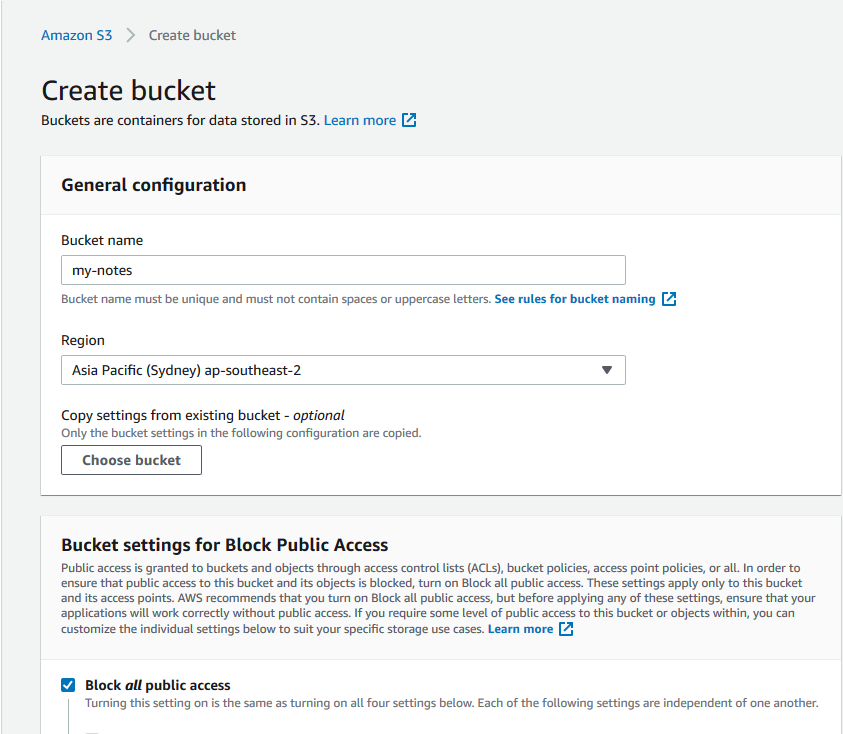 Amazon S3 > Create bucket
Create bucket
Buckets are containers for data stored in S3. Learn more
General configuration
Bucket name
my-notes
Bucket name must be unique and must not contain spaces or uppercase letters. See rules for bucket naming
Region
Asia Pacific (Sydney) ap-southeast-2
Copy settings from existing bucket - optional
Only the bucket settings in the following configuration are copied.
Choose bucket
Bucket settings for Block Public Access
Public access is granted to buckets and objects through access control lists (ACLs), bucket policies, access point policies, or all. In order to
ensure that public access to this bucket and its objects is blocked, turn on Block all public access. These settings apply only to this bucket
and its access points. AWS recommends that you turn on Block all public access, but before applying any of these settings, ensure that your
applications will work correctly without public access. If you require some level of public access to this bucket or objects within, you can
customize the individual settings below to suit your specific storage use cases. Learn more
Block all public access
Turning this setting on is the same as turning on all four settings below. Each of the following settings are independent of one another.